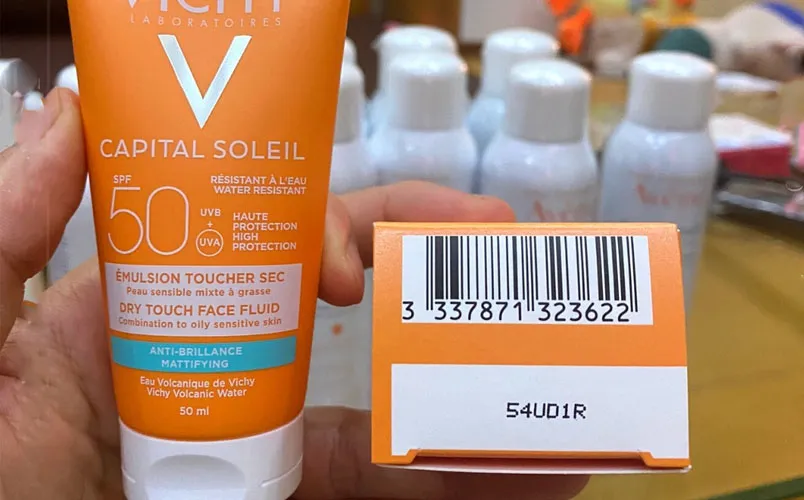 VICHY
LABORATOIRES
CAPITAL SOLEIL
SPF
50
RÉSISTANT À L'EAU
WATER RESISTANT
UVB
+
UVA
HAUTE
PROTECTION
HIGH
PROTECTION
ÉMULSION TOUCHER SEC
Peau sensible mixte à grasse
DRY TOUCH FACE FLUID
Combination to oily sensitive skin
ANTI-BRILLANCE
MATTIFYING
Eau Volcanique de Vichy
Vichy Volcanic Water
50 ml
3 337871 323622
54UD1R